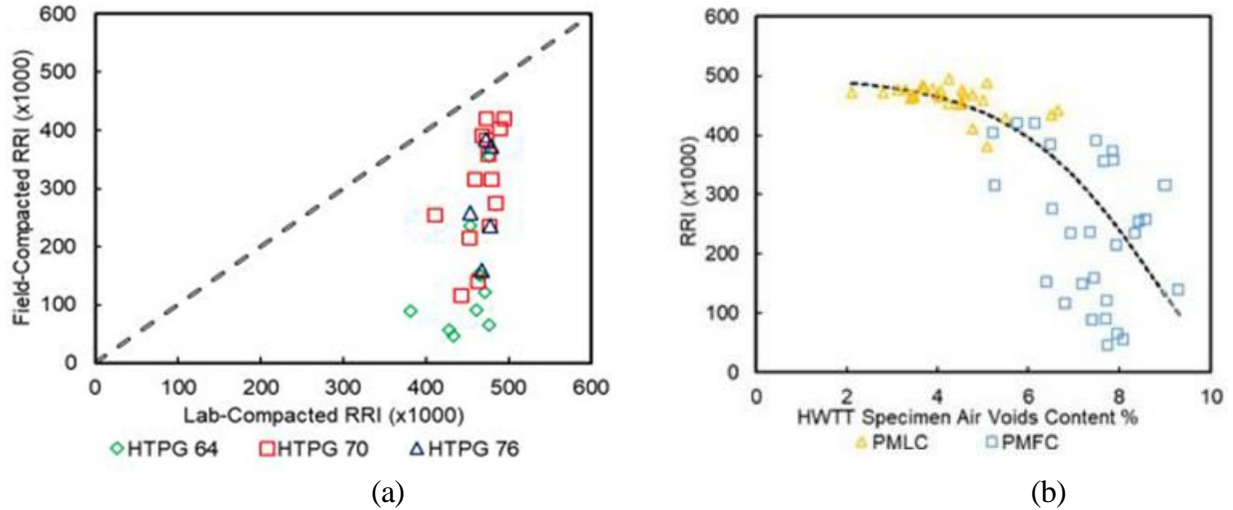 600
500
400
300
200
100
0
Field-Compacted RRI (x1000)
0 100 200 300 400 500 600
Lab-Compacted RRI (x1000)
HTPG 64 HTPG 70 HTPG 76
(a)
600
500
400
300
200
100
0
RRI (x1000)
0 2 4 6 8 10
HWTT Specimen Air Voids Content %
PMLC PMFC
(b)